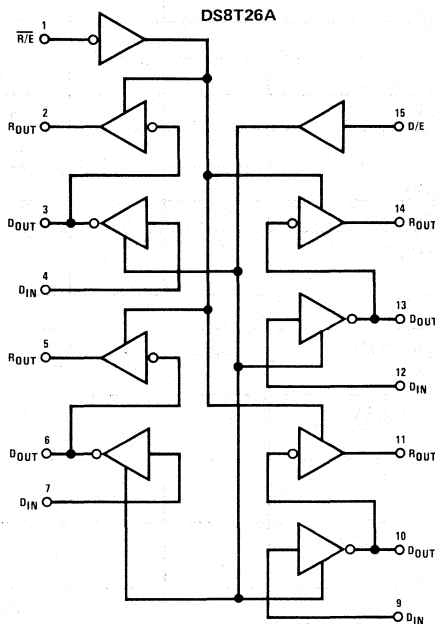 DS8T26A
1
R/E
2
ROUT
15
D/E
3
DOUT
14
ROUT
4
DIN
13
DOUT
5
ROUT
12
DIN
6
DOUT
11
ROUT
7
DIN
10
DOUT
9
DIN